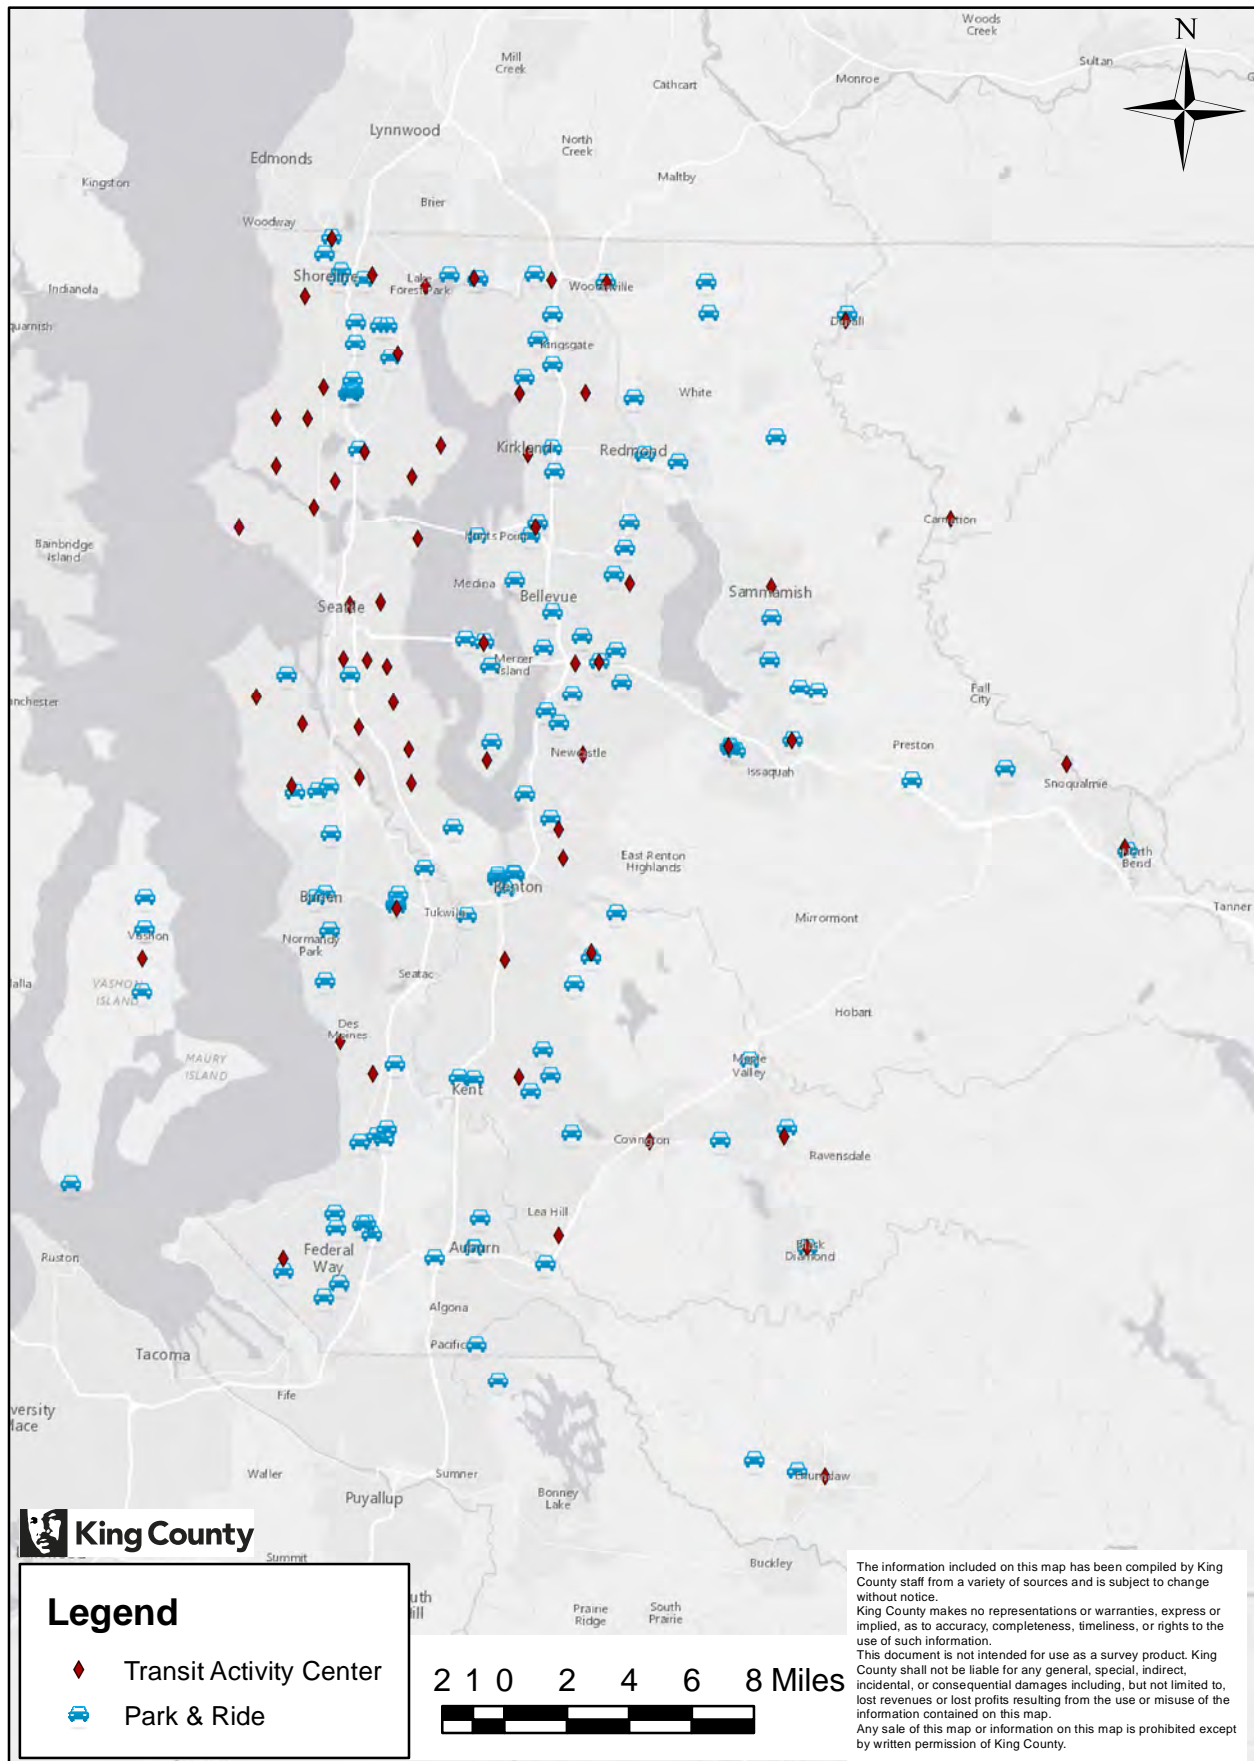 Woods
Creek
N
Mill
Creek
Sultan
Monroe
Cathcart
Lynnwood
North
Creek
Edmonds
Kingston
Maltby
Brier
Woodway
Shoreline
Lake
Forest Park
Woodinville
Indianola
Duvall
Kingsgate
White
Kirkland
Redmond
Carnation
Hunts Point
Bainbridge
Island
Medina
Bellevue
Sammamish
Seattle
Mercer
Island
Fall
City
Preston
Newcastle
Issaquah
Snoqualmie
East Renton
Highlands
North
Bend
Renton
Burien
Tukwila
Tanner
Mirrormont
Vashon
Normandy
Park
Seatac
VASHON
ISLAND
Hobart
Des
Moines
MAURY
ISLAND
Maple
Valley
Kent
Covington
Ravensdale
Lea Hill
Black
Diamond
Federal
Way
Auburn
Ruston
Algona
Pacific
Tacoma
Fife
versity
lace
Enumclaw
Waller
Sumner
Puyallup
Bonney
Lake
King County
Summit
Buckley
Prairie
Ridge
South
Prairie
Legend
Transit Activity Center
Park & Ride
2 1 0 2 4 6 8 Miles
The information included on this map has been compiled by King
County staff from a variety of sources and is subject to change
without notice.
King County makes no representations or warranties, express or
implied, as to accuracy, completeness, timeliness, or rights to the
use of such information.
This document is not intended for use as a survey product. King
County shall not be liable for any general, special, indirect,
incidental, or consequential damages including, but not limited to,
lost revenues or lost profits resulting from the use or misuse of the
information contained on this map.
Any sale of this map or information on this map is prohibited except
by written permission of King County.